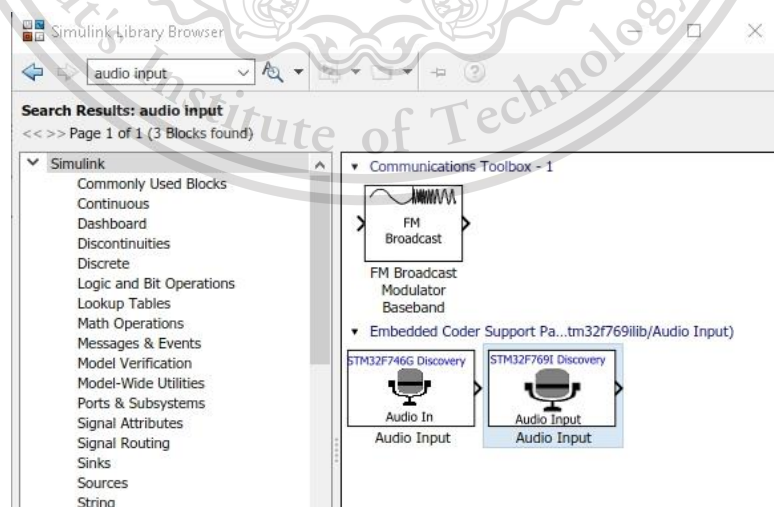 Simulink Library Browser
audio input
Search Results: audio input
<< >> Page 1 of 1 (3 Blocks found)
Simulink
Commonly Used Blocks
Continuous
Dashboard
Discontinuities
Discrete
Logic and Bit Operations
Lookup Tables
Math Operations
Messages & Events
Model Verification
Model-Wide Utilities
Ports & Subsystems
Signal Attributes
Signal Routing
Sinks
Sources
String
Communications Toolbox - 1
FM
Broadcast
FM Broadcast
Modulator
Baseband
Embedded Coder Support Pa...tm32f769ilib/Audio Input)
STM32F746G Discovery
Audio In
Audio Input
STM32F769I Discovery
Audio Input
Audio Input
Institute of Technolog